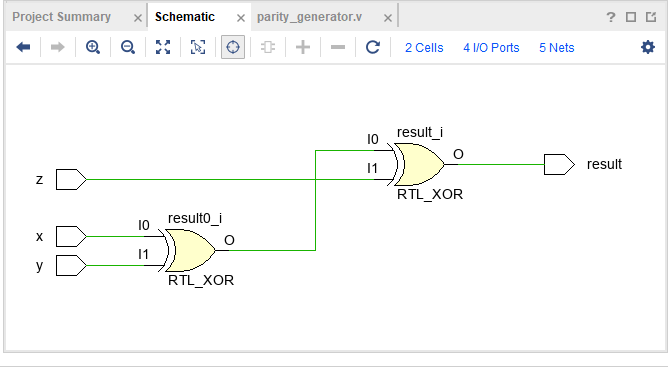 Project Summary × Schematic × parity_generator.v × ?
2 Cells 4 I/O Ports 5 Nets
result_i
I0
O
result
I1
z
RTL_XOR
result0_i
x
I0
O
y
I1
RTL_XOR